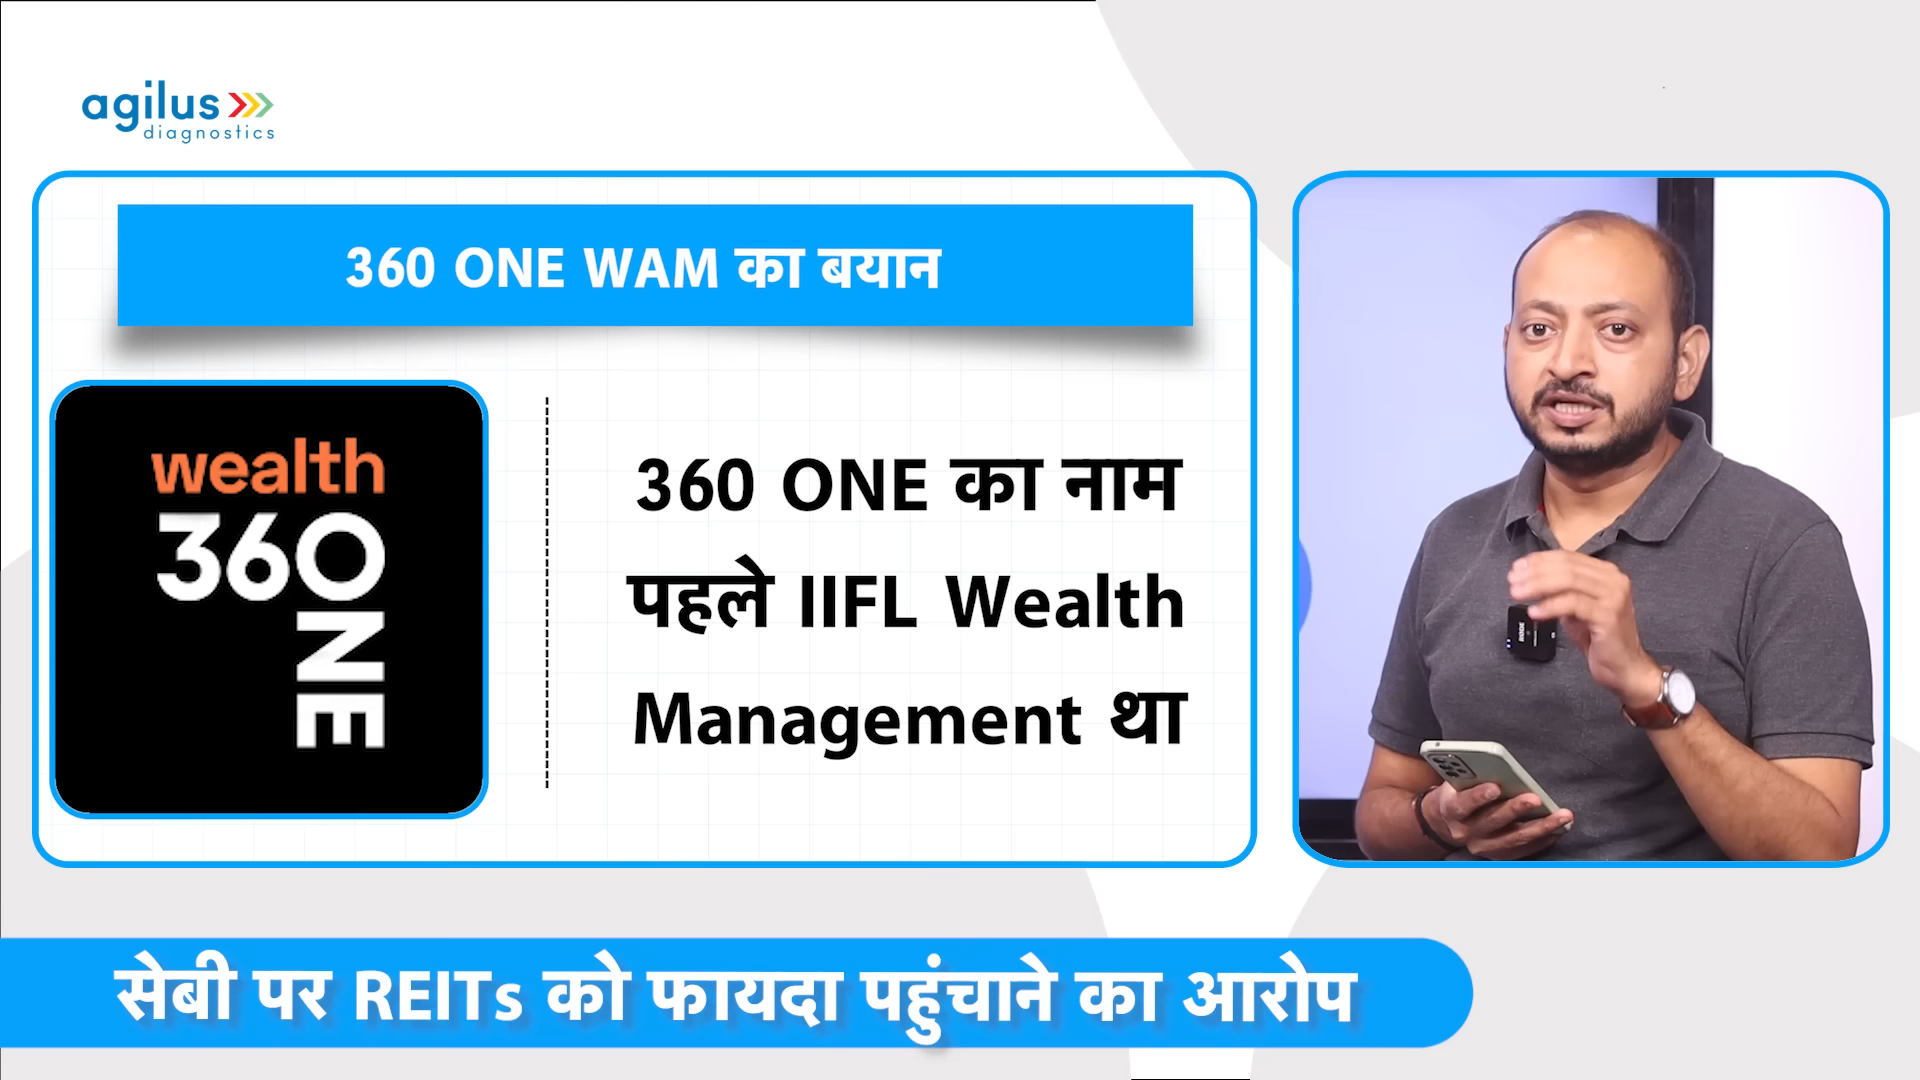 agilus
diagnostics
360 ONE WAM का बयान
wealth
360
ONE
360 ONE का नाम
पहले IIFL Wealth
Management था
RODE
सेबी पर REITs को फायदा पहुंचाने का आरोप